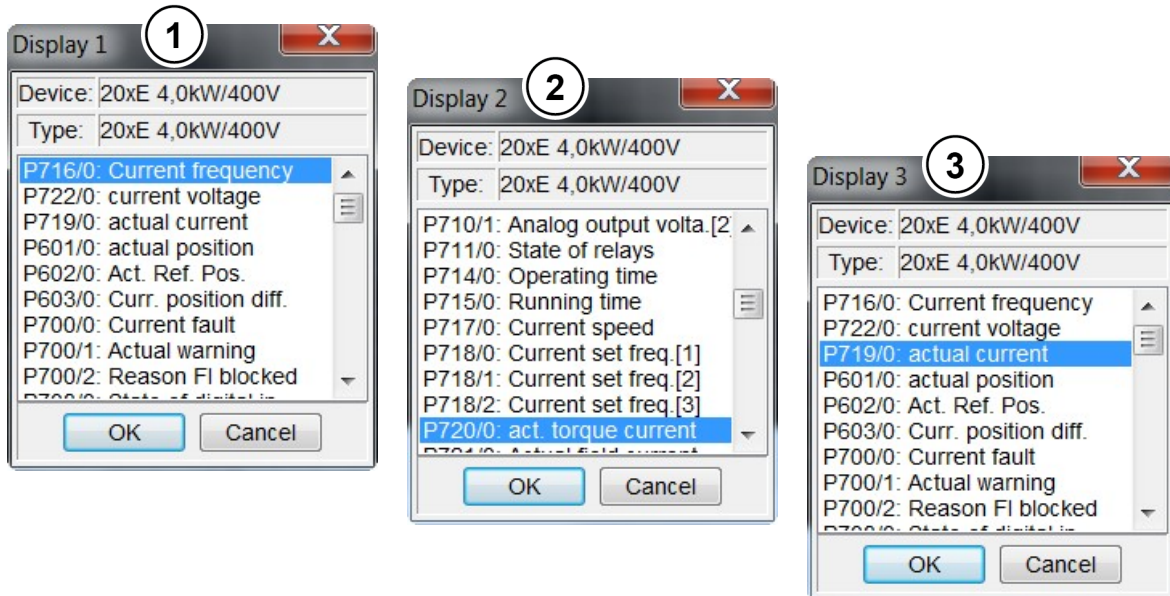 1
Display 1
X
Device: 20xE 4,0kW/400V
Type: 20xE 4,0kW/400V
P716/0: Current frequency
P722/0: current voltage
P719/0: actual current
P601/0: actual position
P602/0: Act. Ref. Pos.
P603/0: Curr. position diff.
P700/0: Current fault
P700/1: Actual warning
P700/2: Reason FI blocked
OK Cancel
2
Display 2
X
Device: 20xE 4,0kW/400V
Type: 20xE 4,0kW/400V
P710/1: Analog output volta.[2]
P711/0: State of relays
P714/0: Operating time
P715/0: Running time
P717/0: Current speed
P718/0: Current set freq.[1]
P718/1: Current set freq.[2]
P718/2: Current set freq.[3]
P720/0: act. torque current
OK Cancel
3
Display 3
X
Device: 20xE 4,0kW/400V
Type: 20xE 4,0kW/400V
P716/0: Current frequency
P722/0: current voltage
P719/0: actual current
P601/0: actual position
P602/0: Act. Ref. Pos.
P603/0: Curr. position diff.
P700/0: Current fault
P700/1: Actual warning
P700/2: Reason FI blocked
OK Cancel